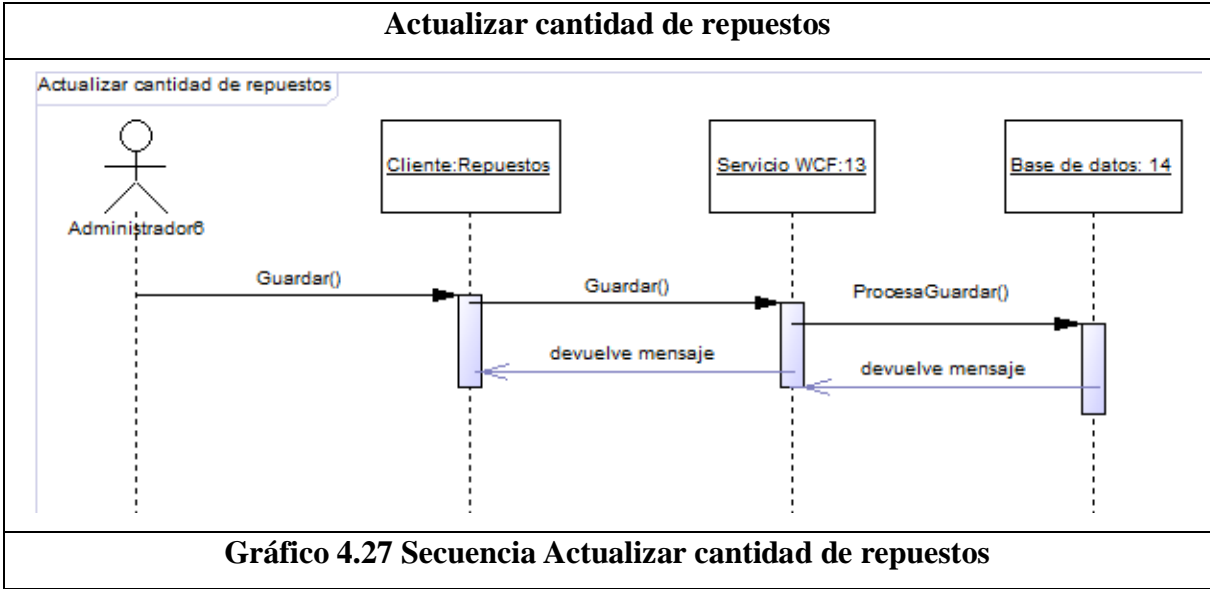 Actualizar cantidad de repuestos
Actualizar cantidad de repuestos
Cliente:Repuestos
Servicio WCF:13
Base de datos: 14
Administrador6
Guardar()
Guardar()
ProcesaGuardar()
devuelve mensaje
devuelve mensaje
Gráfico 4.27 Secuencia Actualizar cantidad de repuestos